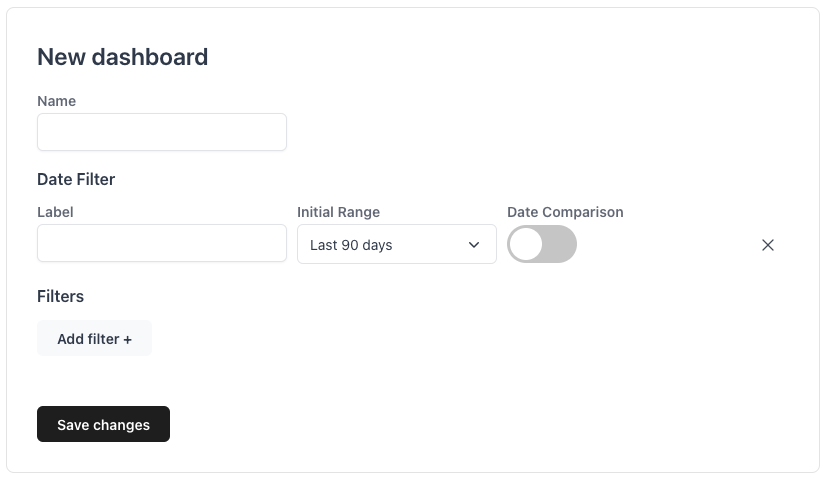 New dashboard
Name
Date Filter
Label Initial Range Date Comparison
Last 90 days
Filters
Add filter +
Save changes